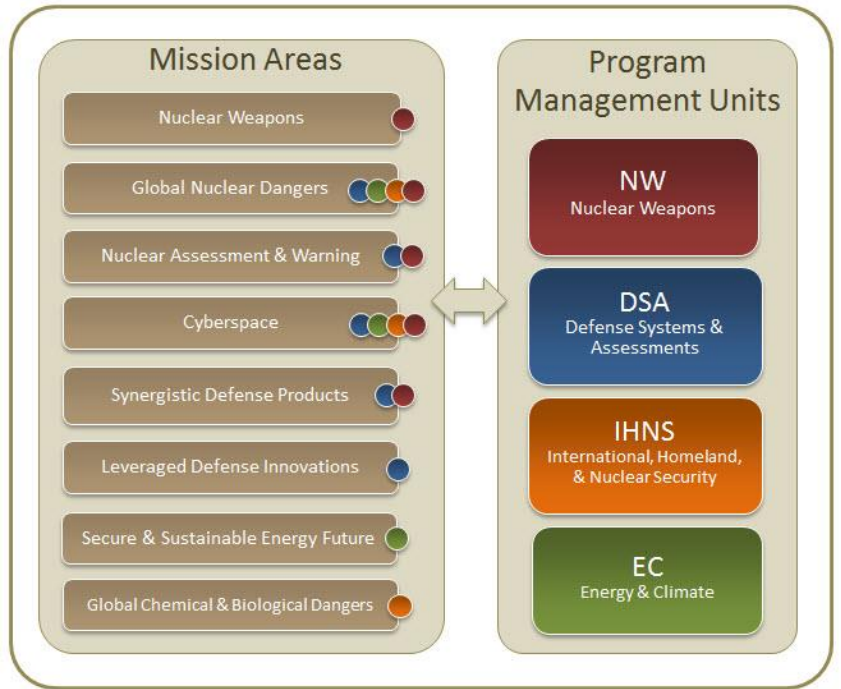 Mission Areas
Nuclear Weapons
Global Nuclear Dangers
Nuclear Assessment & Warning
Cyberspace
Synergistic Defense Products
Leveraged Defense Innovations
Secure & Sustainable Energy Future
Global Chemical & Biological Dangers
Program
Management Units
NW
Nuclear Weapons
DSA
Defense Systems &
Assessments
IHNS
International, Homeland,
& Nuclear Security
EC
Energy & Climate